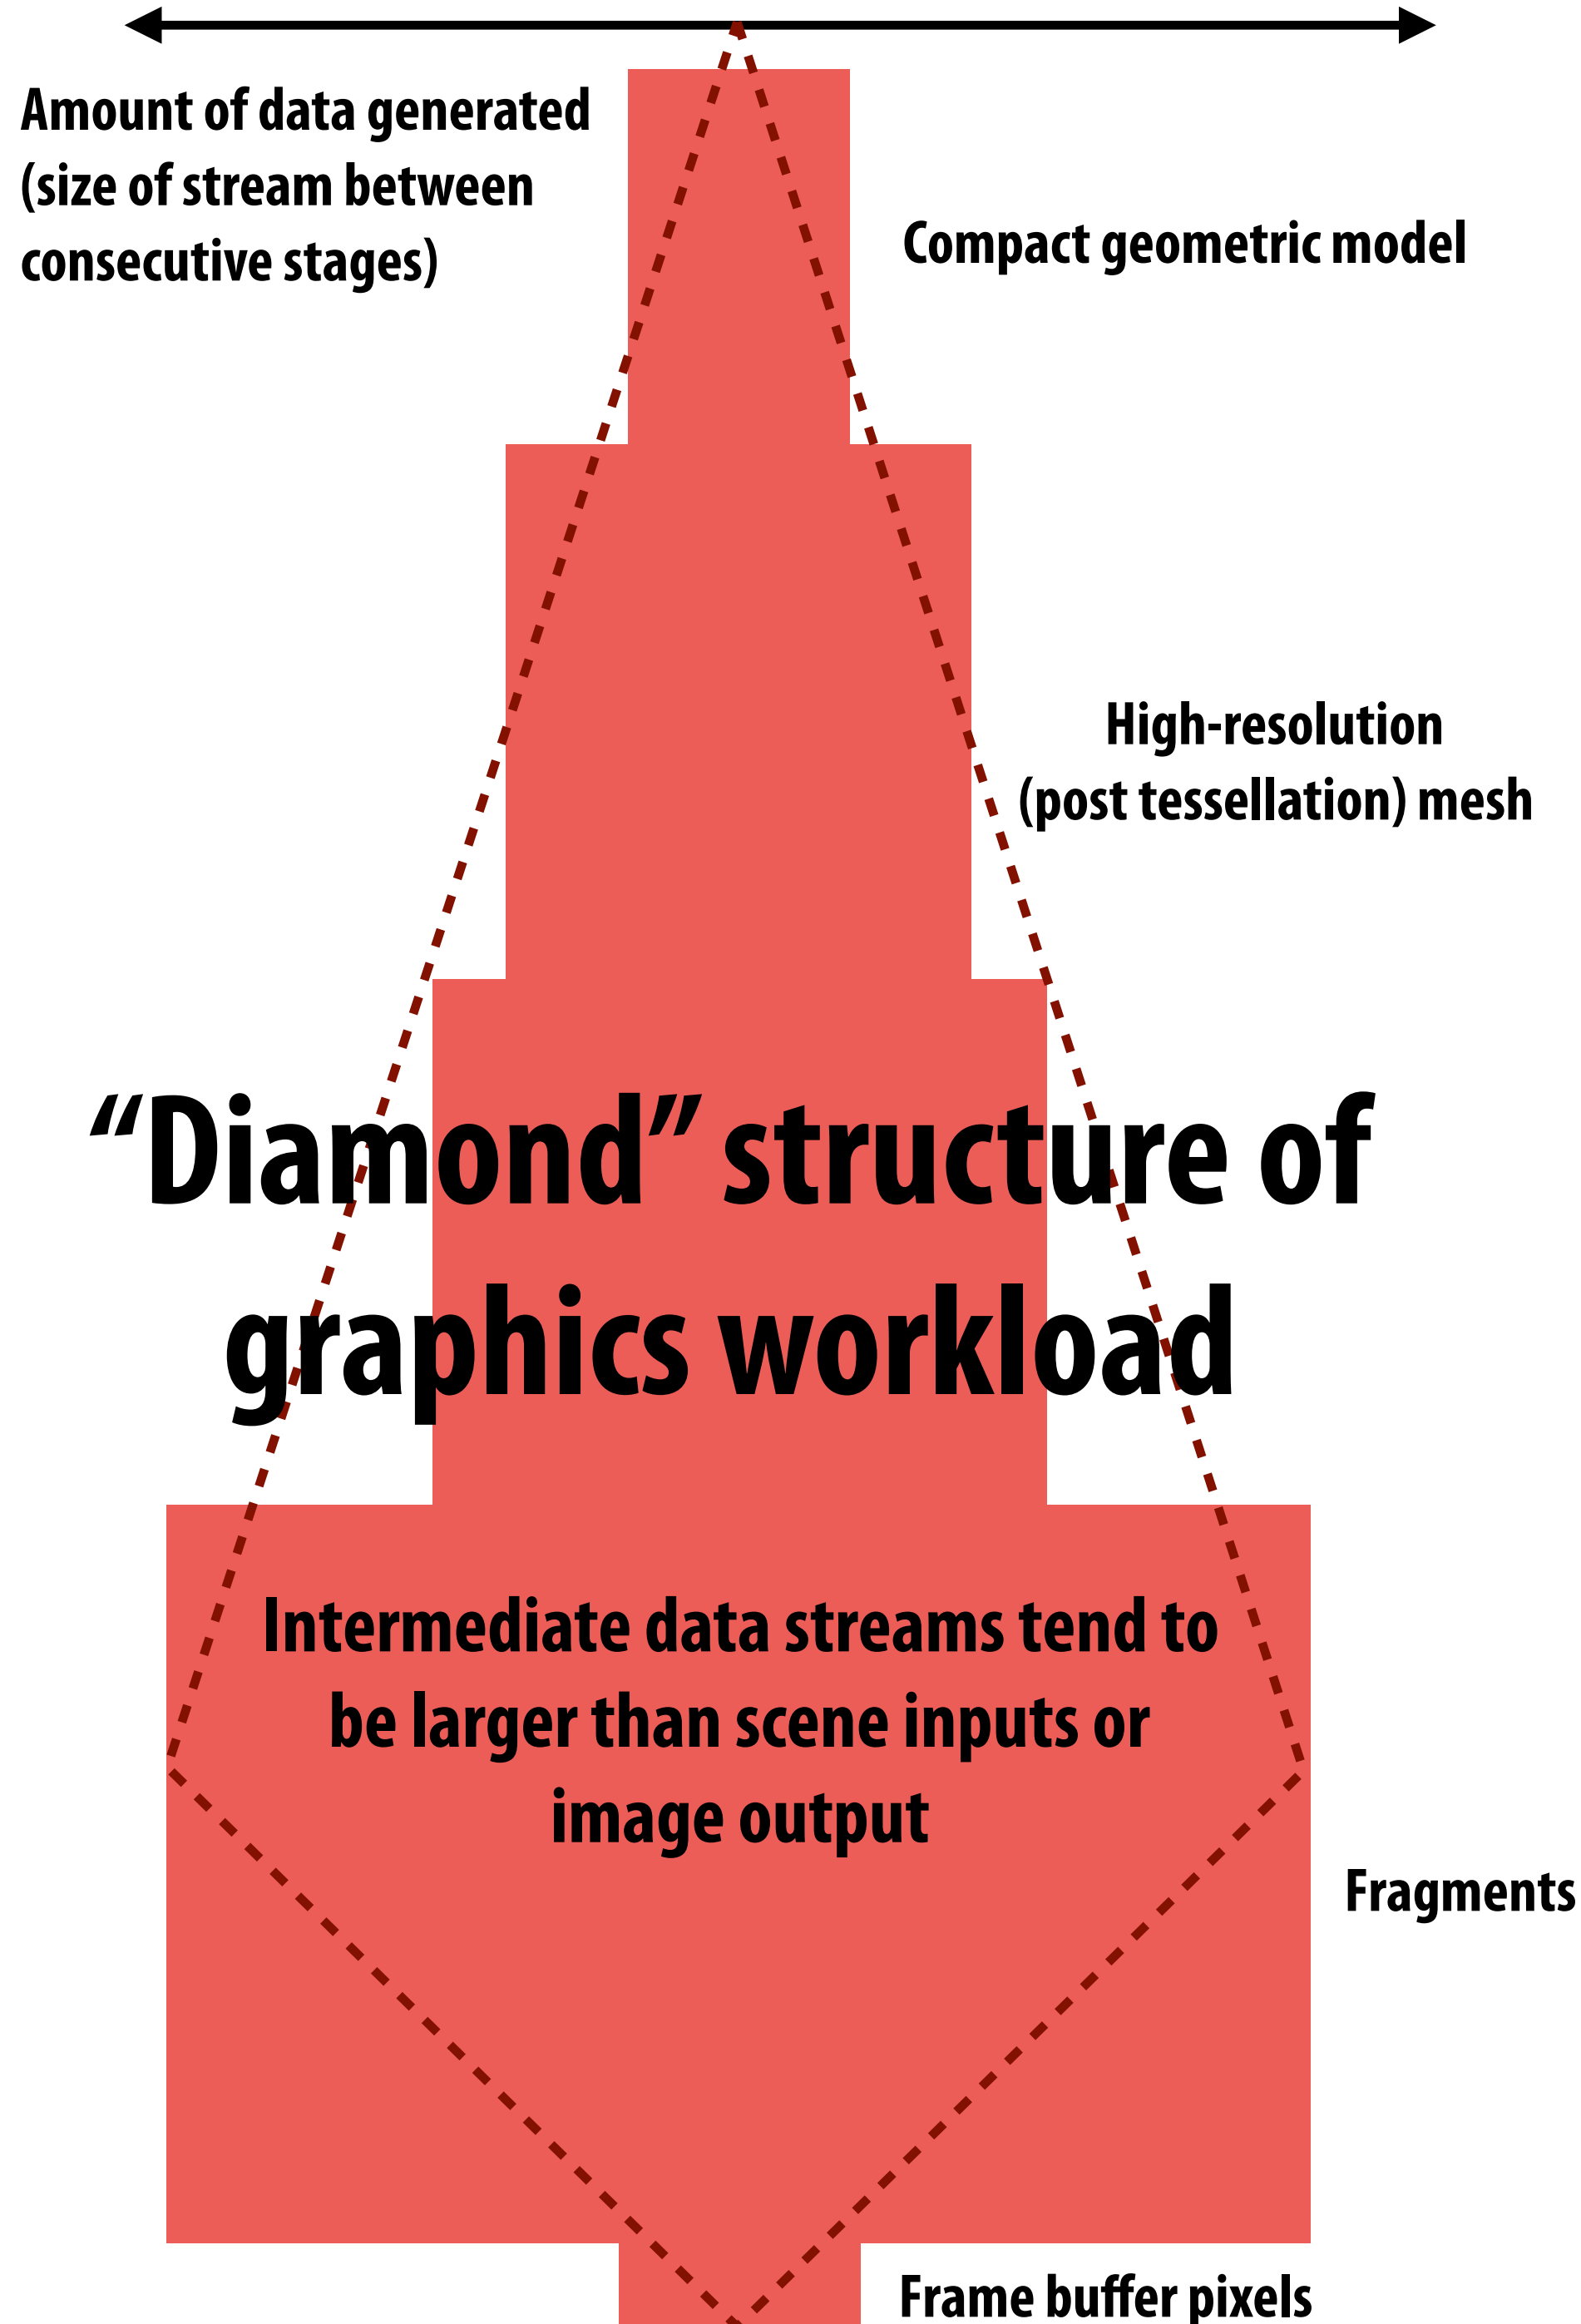 Amount of data generated
(size of stream between
consecutive stages)
Compact geometric model
High-resolution
(post tessellation) mesh
“Diamond” structure of
graphics workload
Intermediate data streams tend to
be larger than scene inputs or
image output
Fragments
Frame buffer pixels